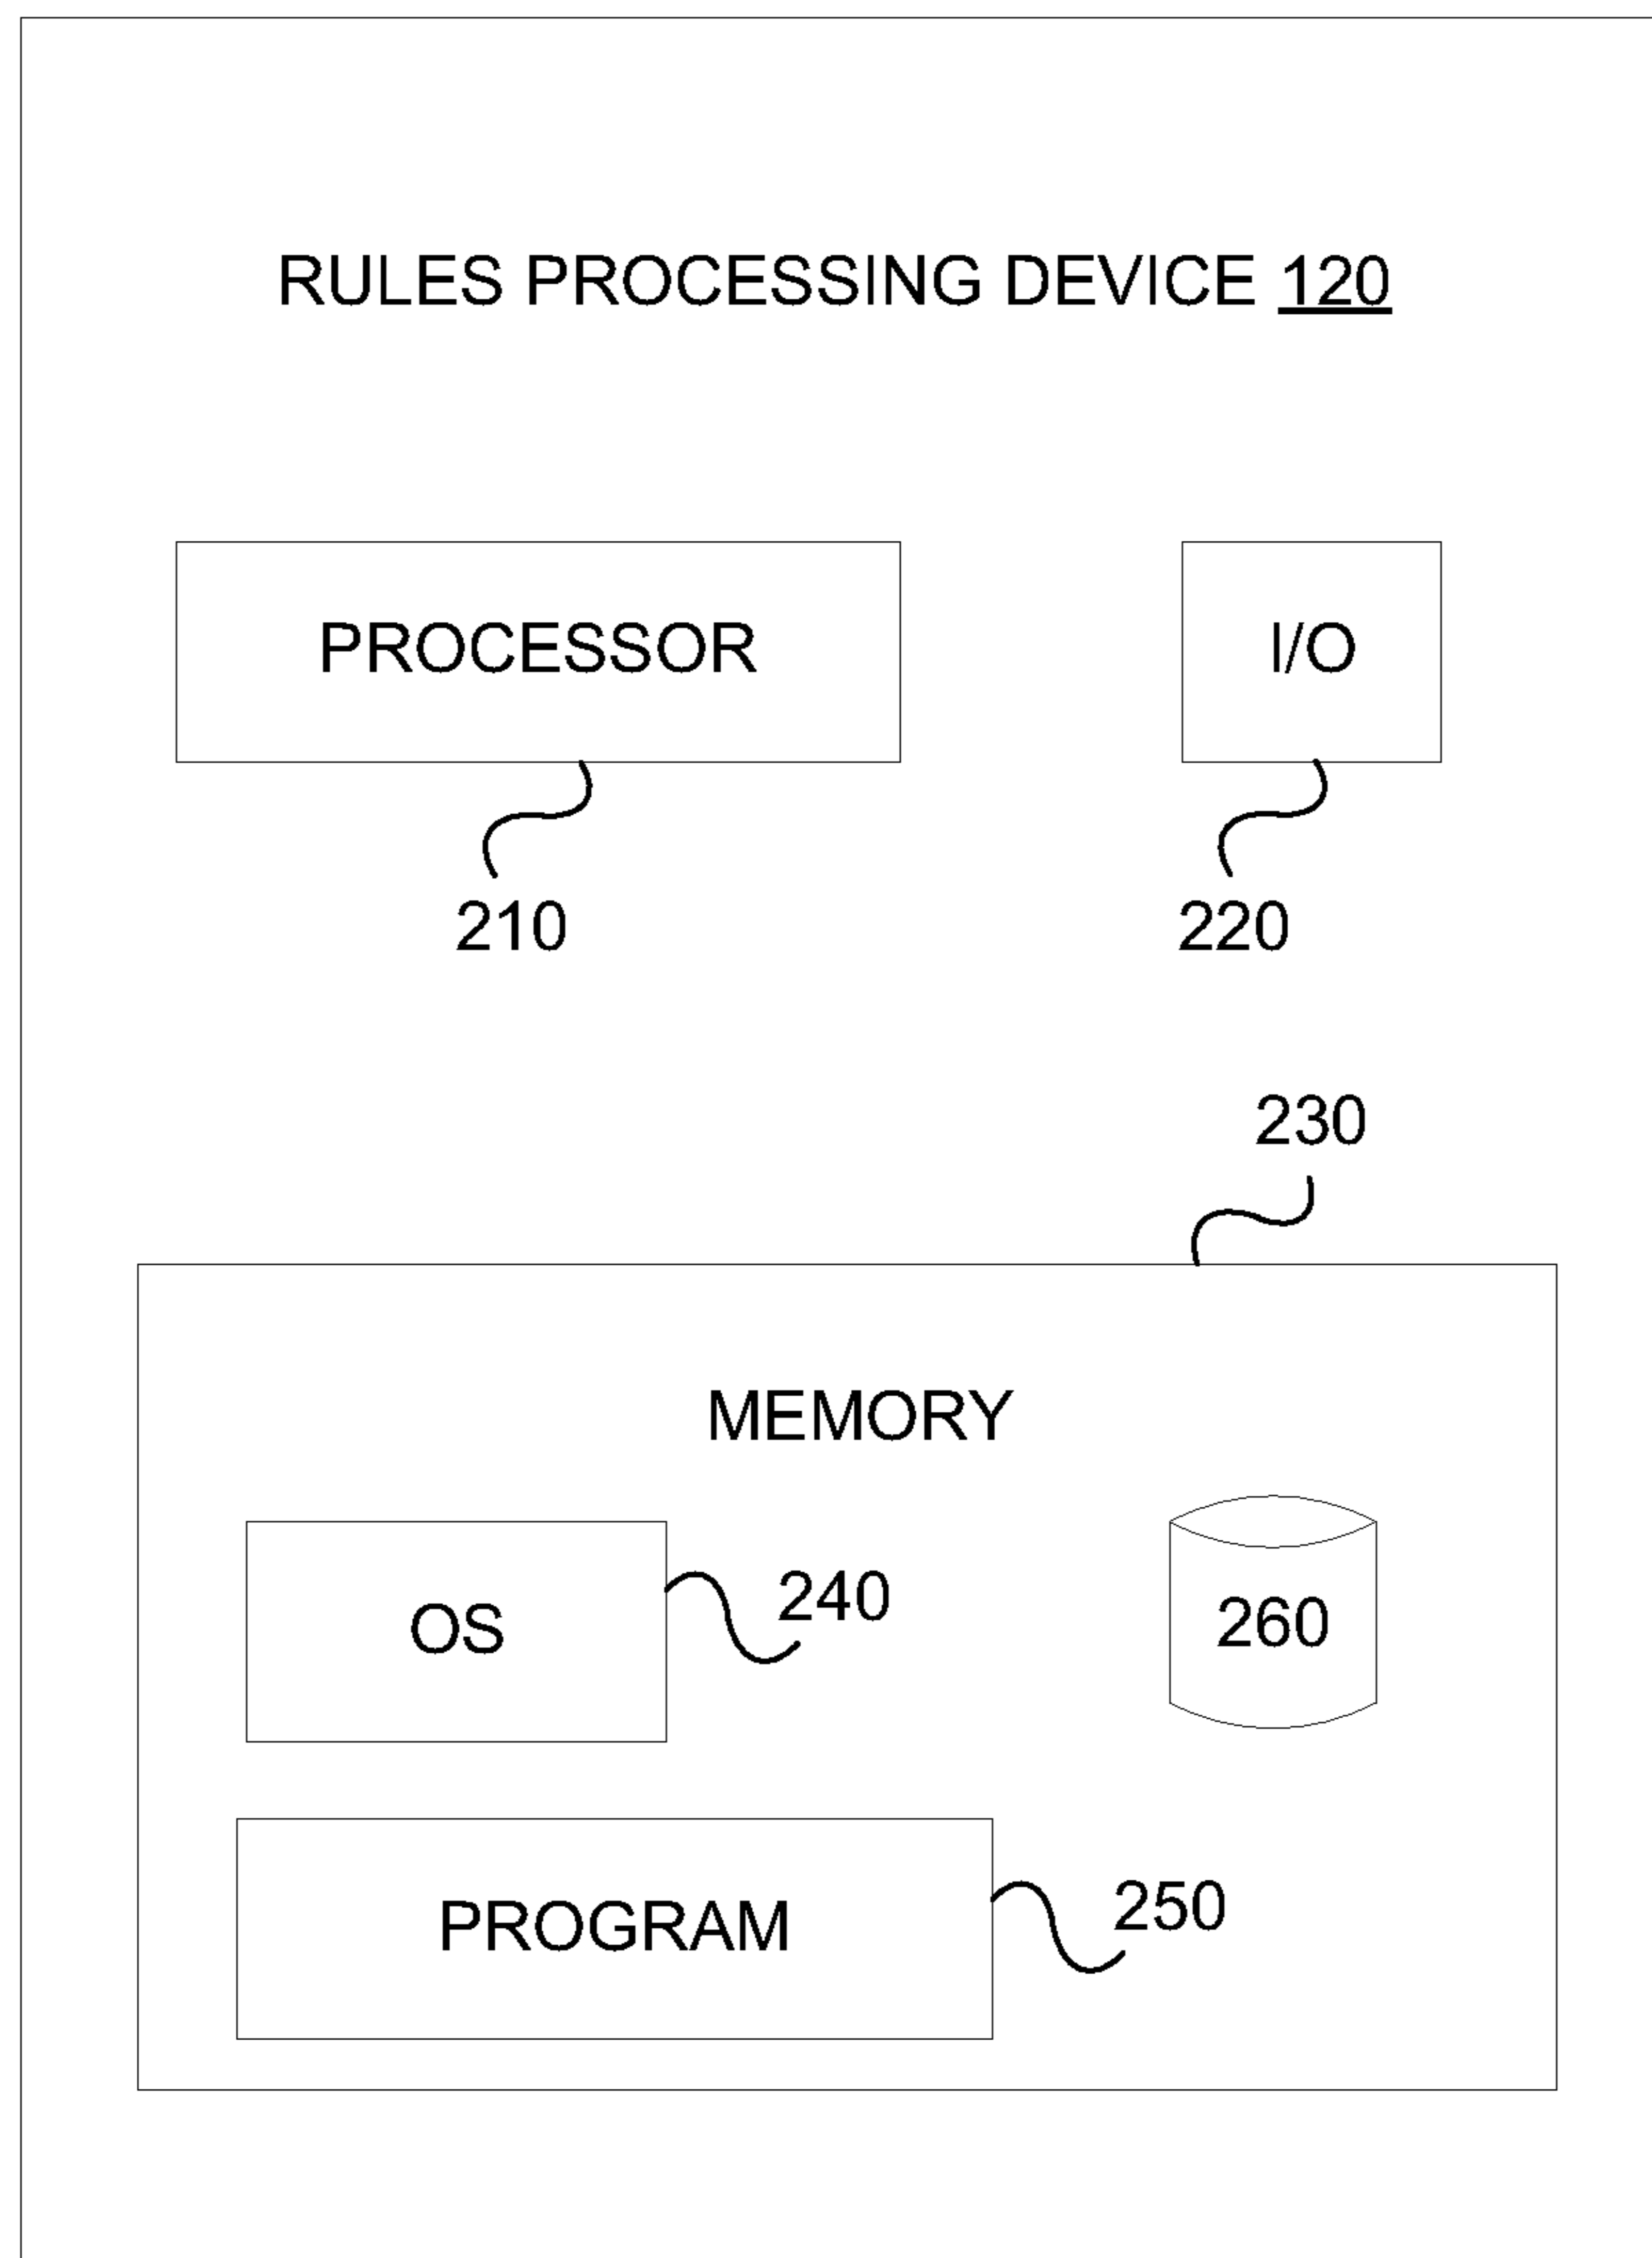 RULES PROCESSING DEVICE 120
PROCESSOR
I/O
210
220
230
MEMORY
OS
240
260
PROGRAM
250